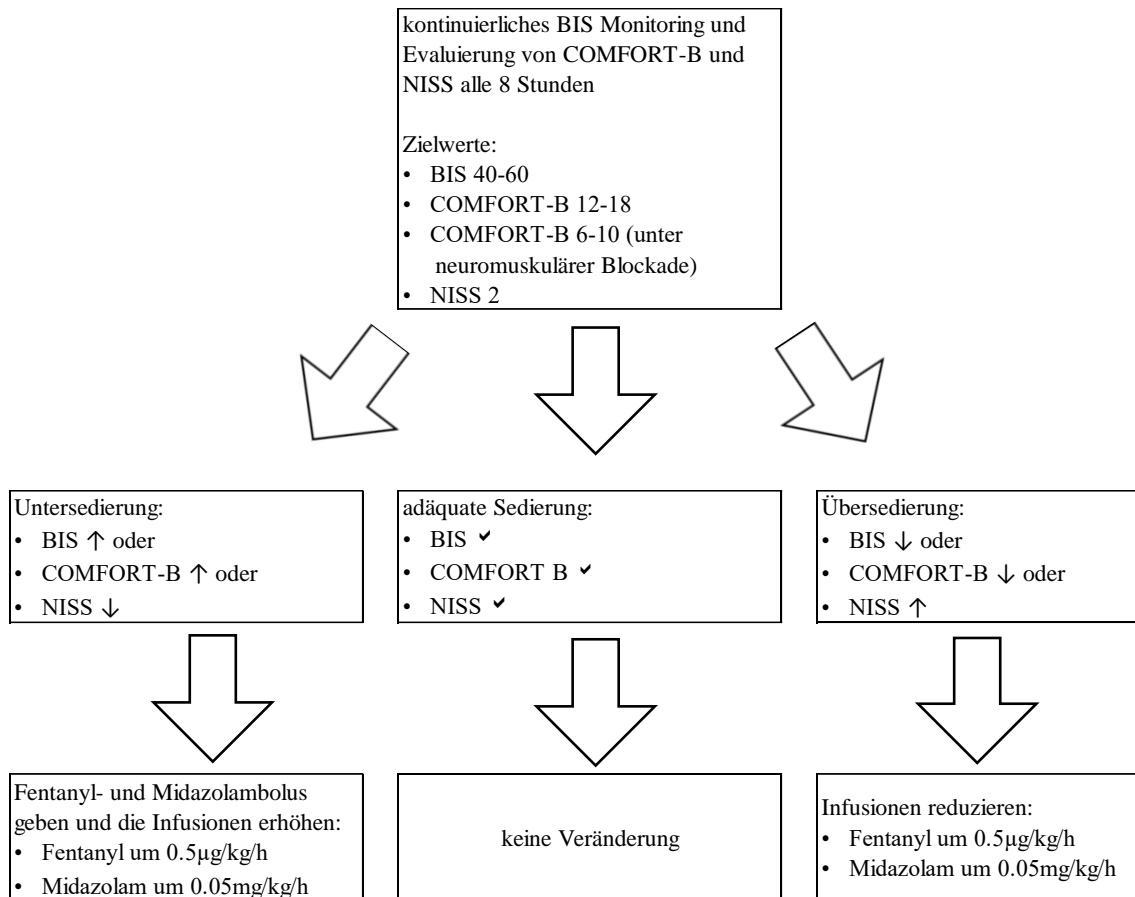 kontinuierliches BIS Monitoring und
Evaluierung von COMFORT-B und
NISS alle 8 Stunden
Zielwerte:
• BIS 40-60
• COMFORT-B 12-18
• COMFORT-B 6-10 (unter
neuromuskulärer Blockade)
• NISS 2
Untersedierung:
• BIS ↑ oder
• COMFORT-B ↑ oder
• NISS ↓
adäquate Sedierung:
• BIS ✔
• COMFORT B ✔
• NISS ✔
Übersedierung:
• BIS ↓ oder
• COMFORT-B ↓ oder
• NISS ↑
Fentanyl- und Midazolambolus
geben und die Infusionen erhöhen:
• Fentanyl um 0.5µg/kg/h
• Midazolam um 0.05mg/kg/h
keine Veränderung
Infusionen reduzieren:
• Fentanyl um 0.5µg/kg/h
• Midazolam um 0.05mg/kg/h